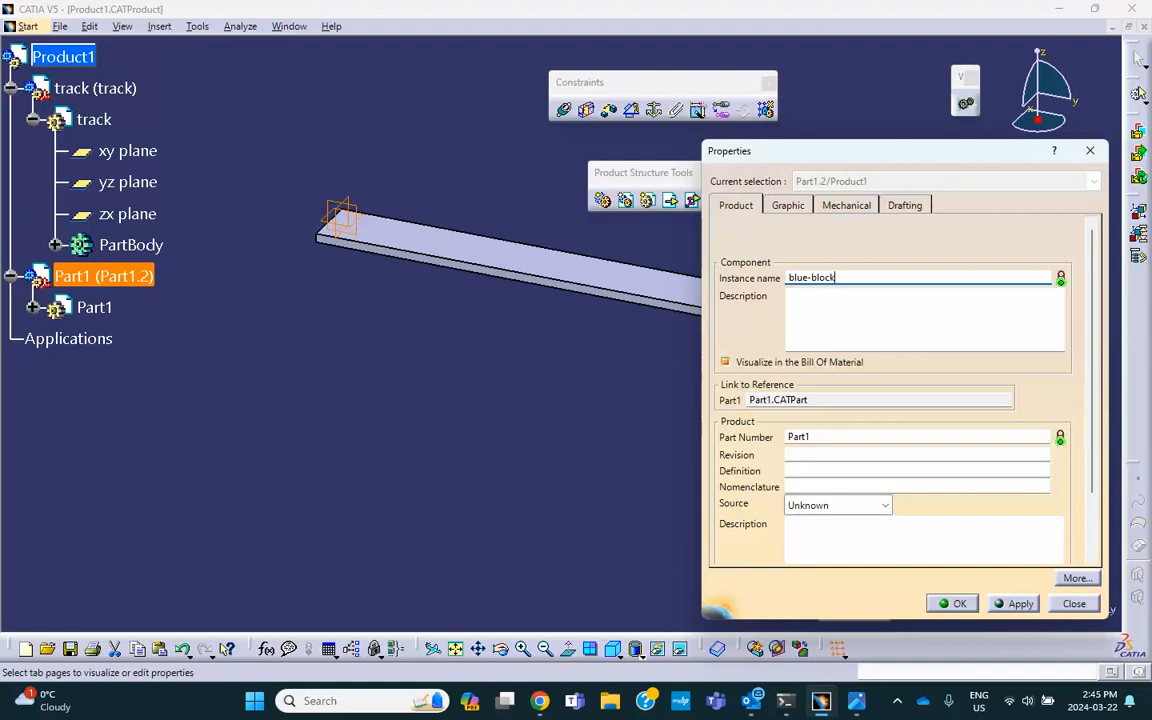 CATIA V5 - [Product1.CATProduct]
Start File Edit View Insert Tools Analyze Window Help
Product1
track (track)
track
xy plane
yz plane
zx plane
PartBody
Part1 (Part1.2)
Part1
Applications
Constraints
V
Product Structure Tools
z
y
x
Properties
?
Current selection : Part1.2/Product1
Product Graphic Mechanical Drafting
Component
Instance name blue-block
Description
Visualize in the Bill Of Material
Link to Reference
Part1 Part1.CATPart
Product
Part Number Part1
Revision
Definition
Nomenclature
Source Unknown
Description
More...
OK Apply Close
f(x)
CATIA
Select tab pages to visualize or edit properties
0°C
Cloudy
Search
ENG
US
2:45 PM
2024-03-22